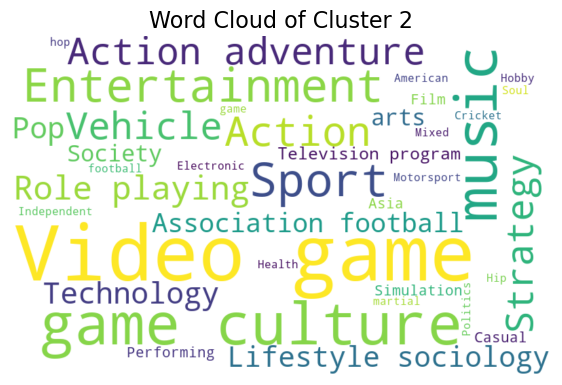 Word Cloud of Cluster 2
hop
Action adventure
Entertainment
American
Hobby
Soul
Film
game
arts
Cricket
Pop
Vehicle
Action
Mixed
music
Society
Television program
football
Electronic
Motorsport
Role playing
Sport
Strategy
Independent
Asia
Association football
Video game
Health
Technology
Simulation
Hip
martial
Politics
game culture
Casual
Performing
Lifestyle sociology